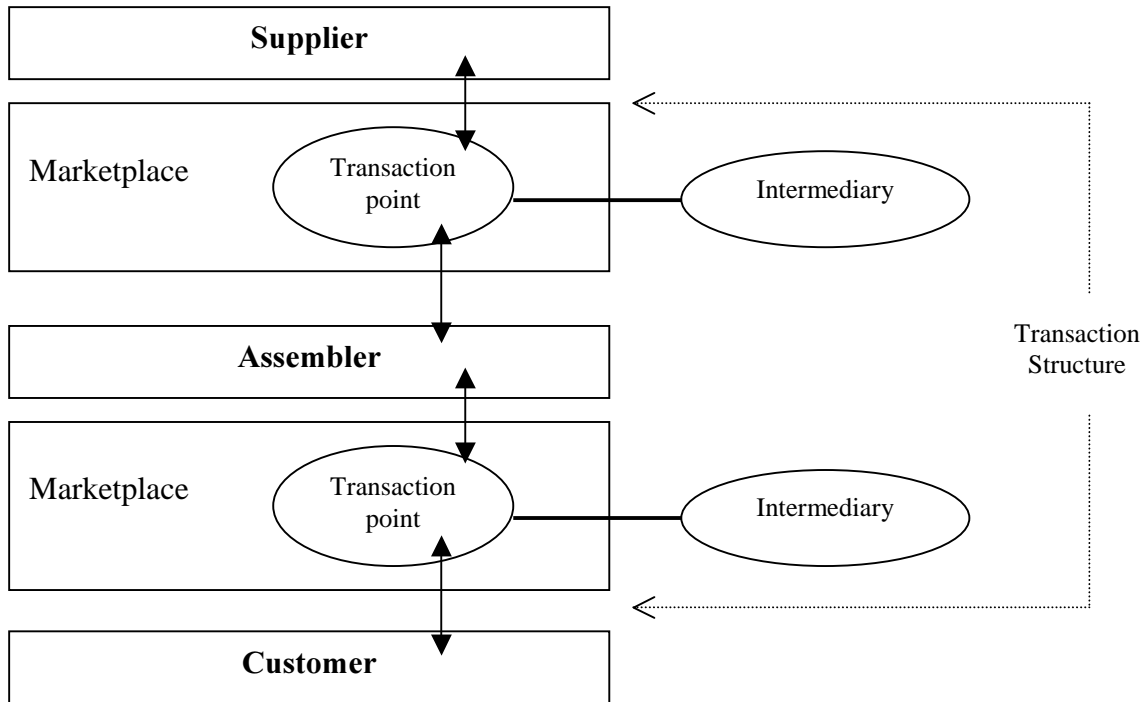 Supplier
Marketplace
Transaction
point
Intermediary
Transaction
Structure
Assembler
Marketplace
Transaction
point
Intermediary
Customer